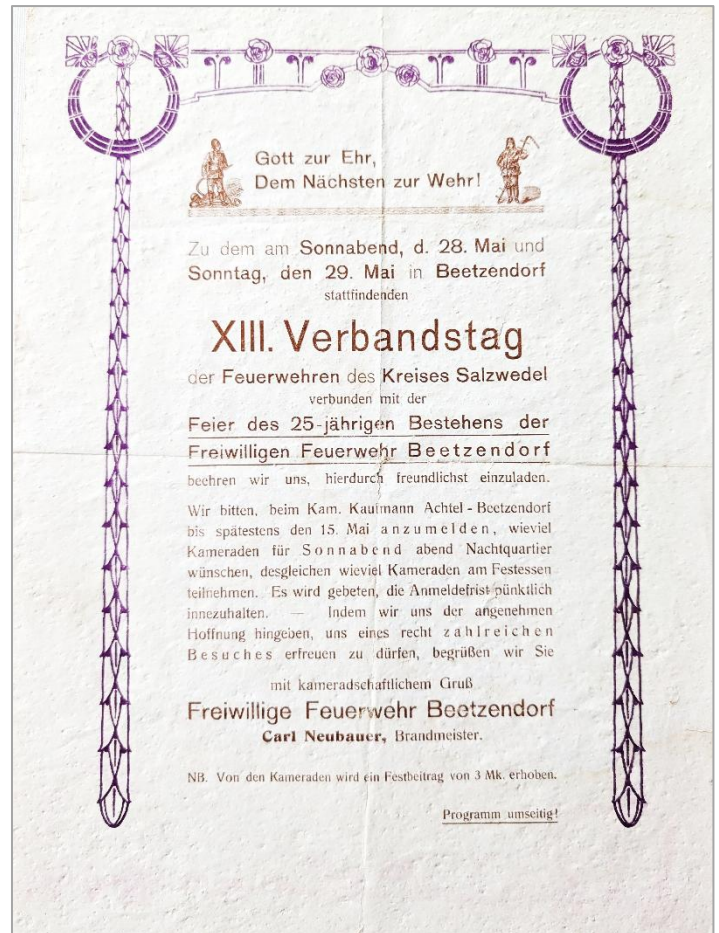 Gott zur Ehr,
Dem Nächsten zur Wehr!
Zu dem am Sonnabend, d. 28. Mai und
Sonntag, den 29. Mai in Beetzendorf
stattfindenden
XIII. Verbandstag
der Feuerwehren des Kreises Salzwedel
verbunden mit der
Feier des 25-jährigen Bestehens der
Freiwilligen Feuerwehr Beetzendorf
beehren wir uns, hierdurch freundlichst einzuladen.
Wir bitten, beim Kam. Kaufmann Achtel - Beetzendorf
bis spätestens den 15. Mai anzumelden, wieviel
Kameraden für Sonnabend abend Nachtquartier
wünschen, desgleichen wieviel Kameraden am Festessen
teilnehmen. Es wird gebeten, die Anmeldefrist pünktlich
innezuhalten. — Indem wir uns der angenehmen
Hoffnung hingeben, uns eines recht zahlreichen
Besuches erfreuen zu dürfen, begrüßen wir Sie
mit kameradschaftlichem Gruß
Freiwillige Feuerwehr Beetzendorf
Carl Neubauer, Brandmeister.
NB. Von den Kameraden wird ein Festbeitrag von 3 Mk. erhoben.
Programm umseitig!